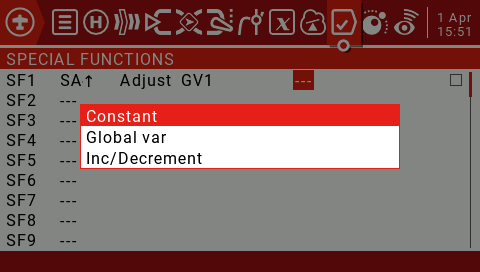 1 Apr
15:51
SPECIAL FUNCTIONS
SF1 SA↑ Adjust GV1 ---
SF2 ---
SF3 ---
SF4 ---
SF5 ---
SF6 ---
SF7 ---
SF8 ---
SF9 ---
Constant
Global var
Inc/Decrement